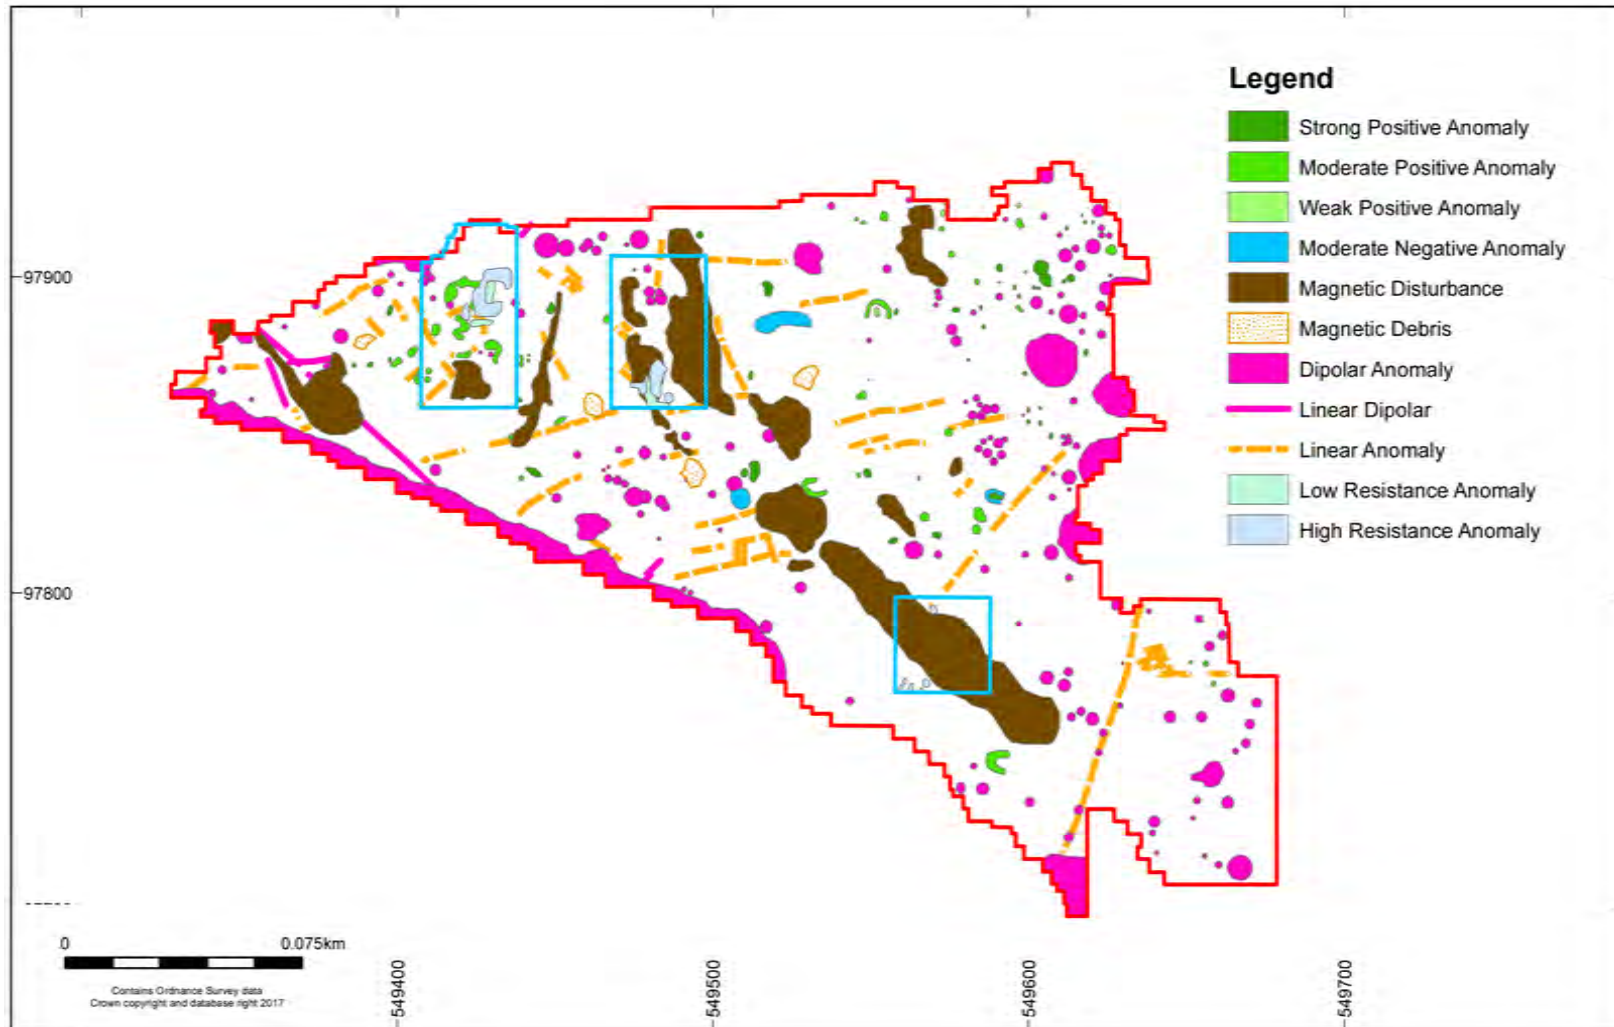 Legend
Strong Positive Anomaly
Moderate Positive Anomaly
Weak Positive Anomaly
Moderate Negative Anomaly
Magnetic Disturbance
Magnetic Debris
Dipolar Anomaly
Linear Dipolar
Linear Anomaly
Low Resistance Anomaly
High Resistance Anomaly
97900
97800
0
0.075km
Contains Ordnance Survey data
Crown copyright and database right 2017
549400
549500
549600
549700